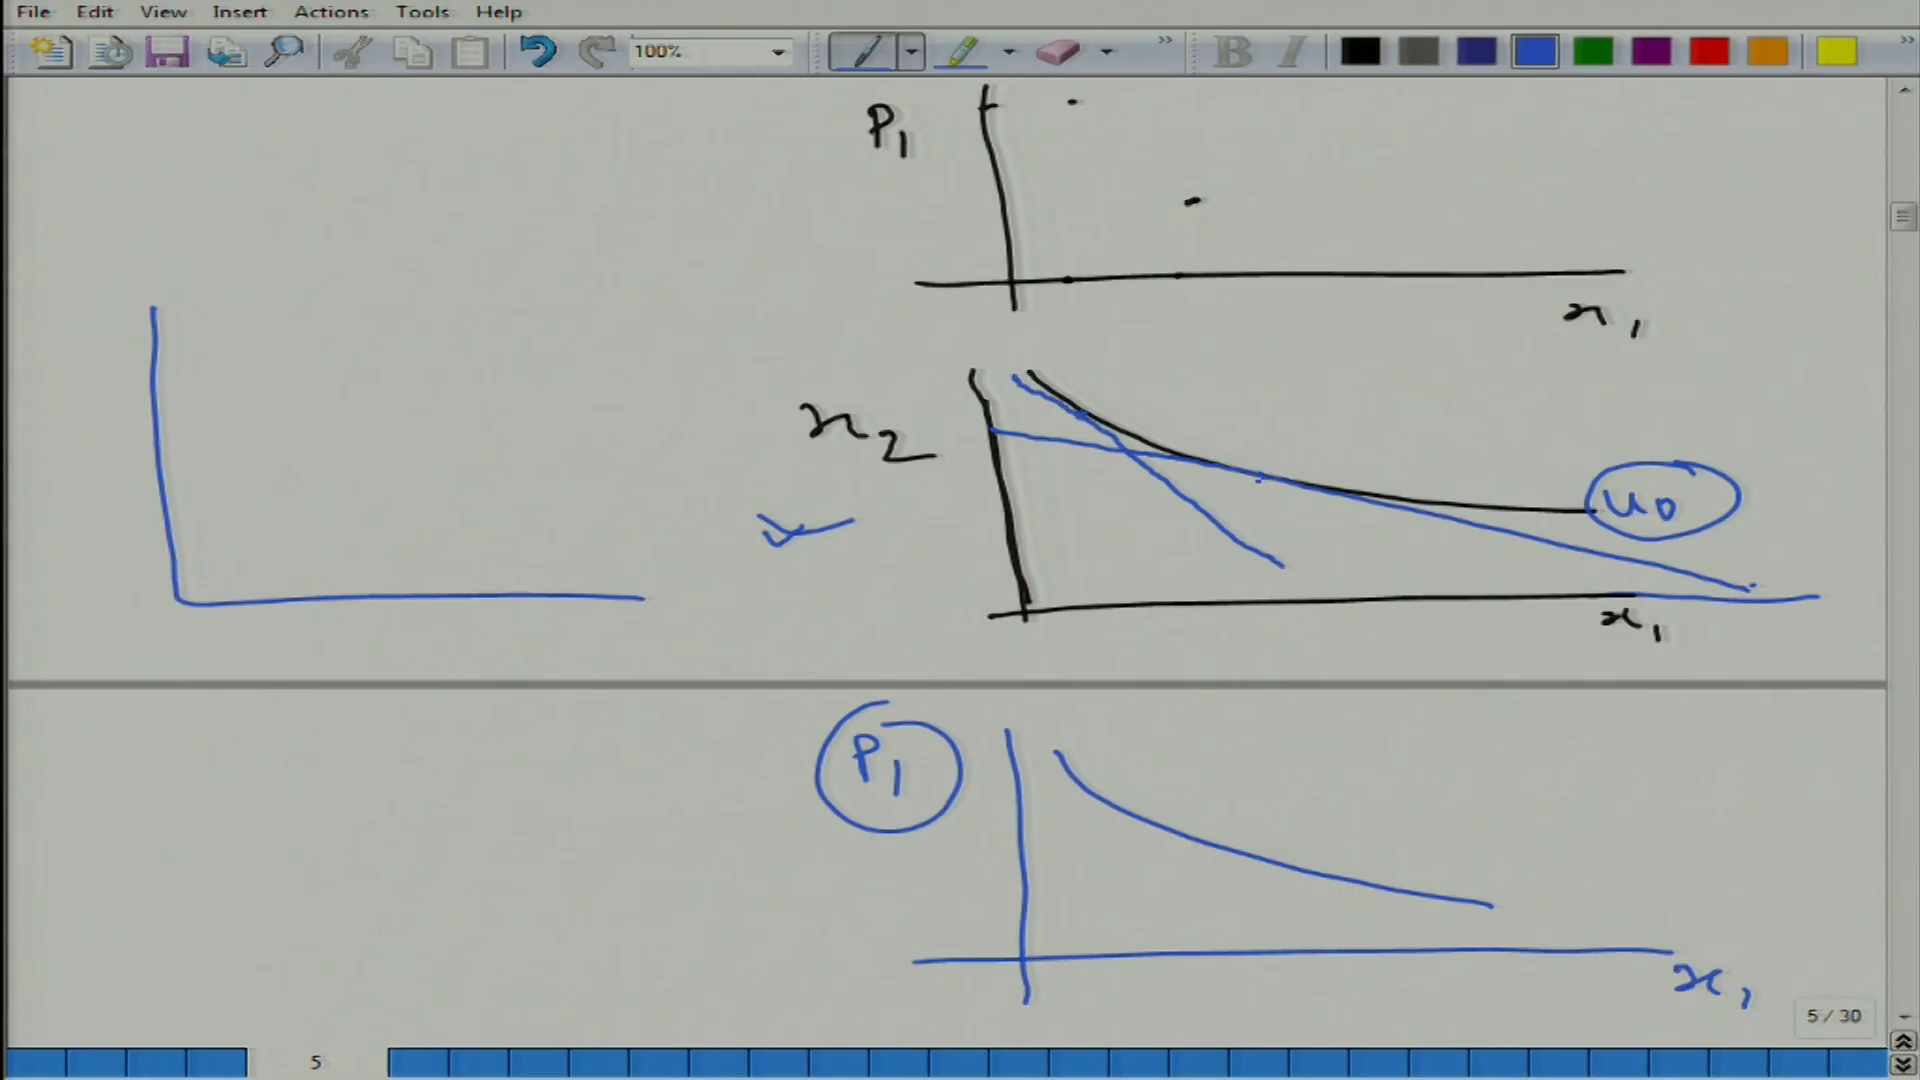 File Edit View Insert Actions Tools Help
100%
B I
P1
x1
x2
u0
x1
P1
x1
5 / 30
5